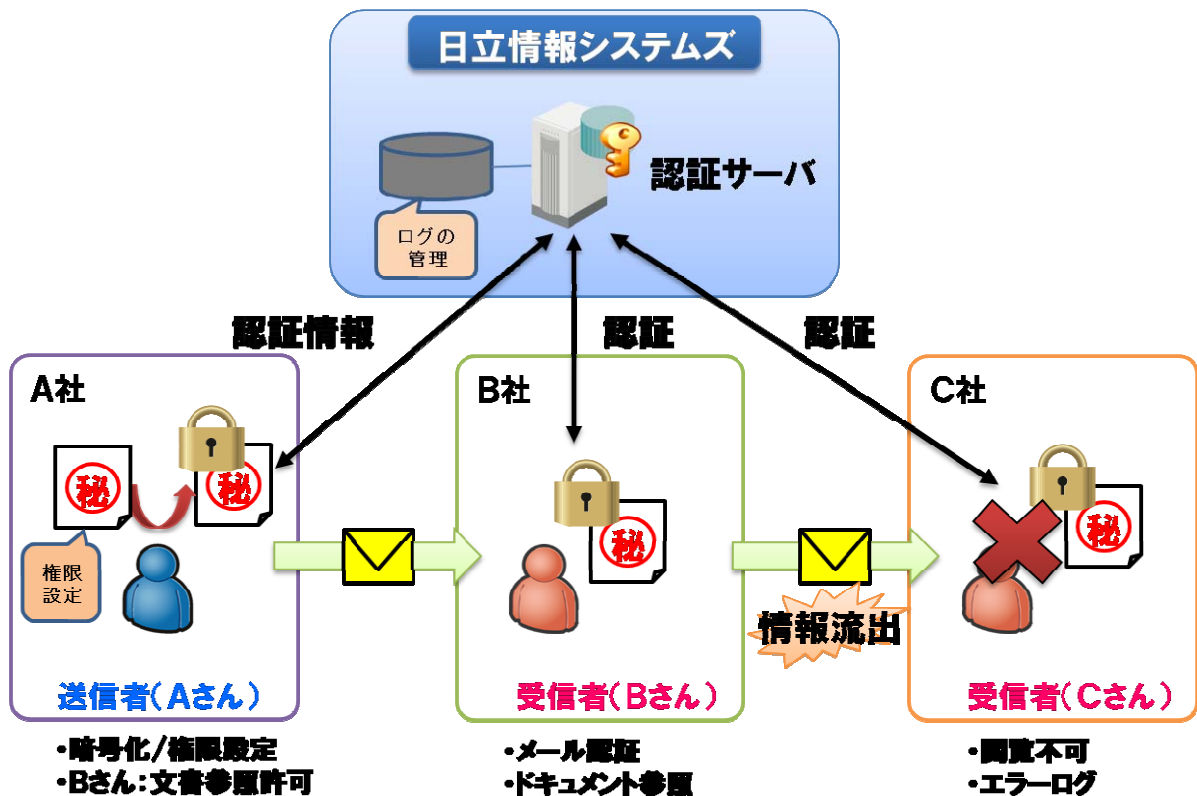 日立情報システムズ
認証サーバ
ログの
管理
認証情報
認証
認証
A社
秘
秘
権限
設定
送信者(Aさん)
・暗号化/権限設定
・Bさん:文書参照許可
B社
秘
受信者(Bさん)
・メール認証
・ドキュメント参照
情報流出
C社
秘
受信者(Cさん)
・閲覧不可
・エラーログ